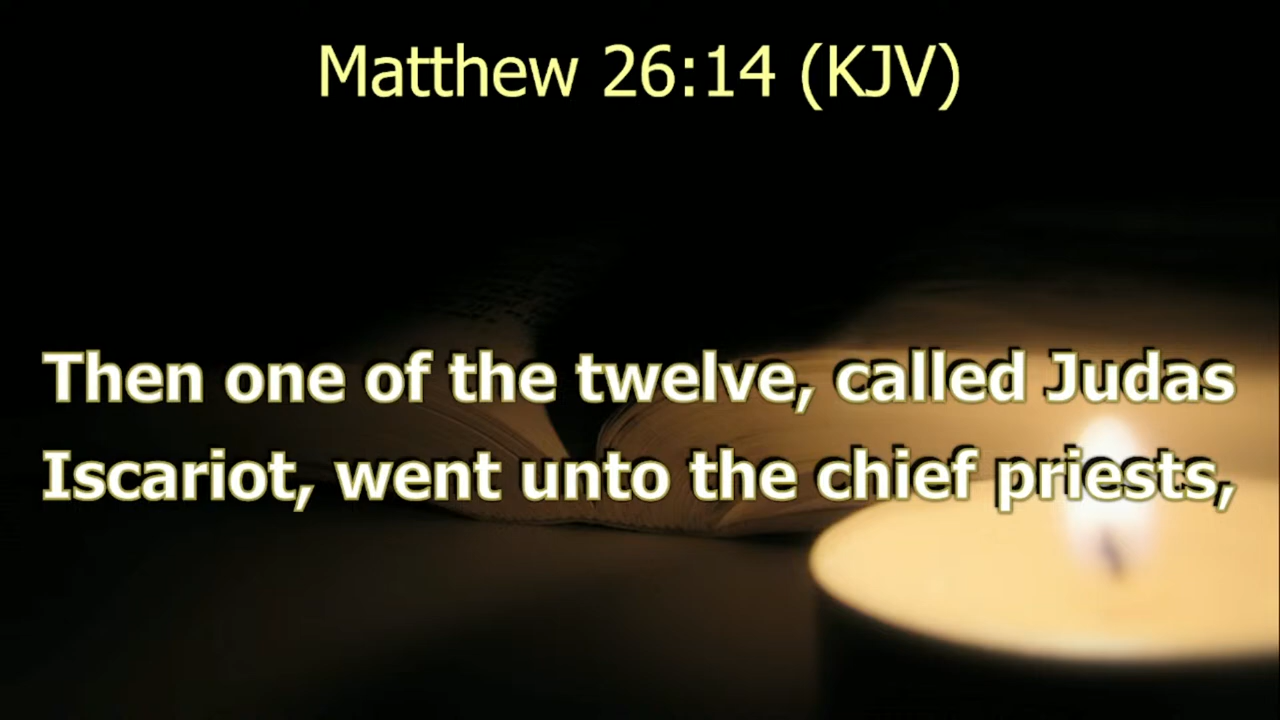 Matthew 26:14 (KJV)
Then one of the twelve, called Judas
Iscariot, went unto the chief priests,